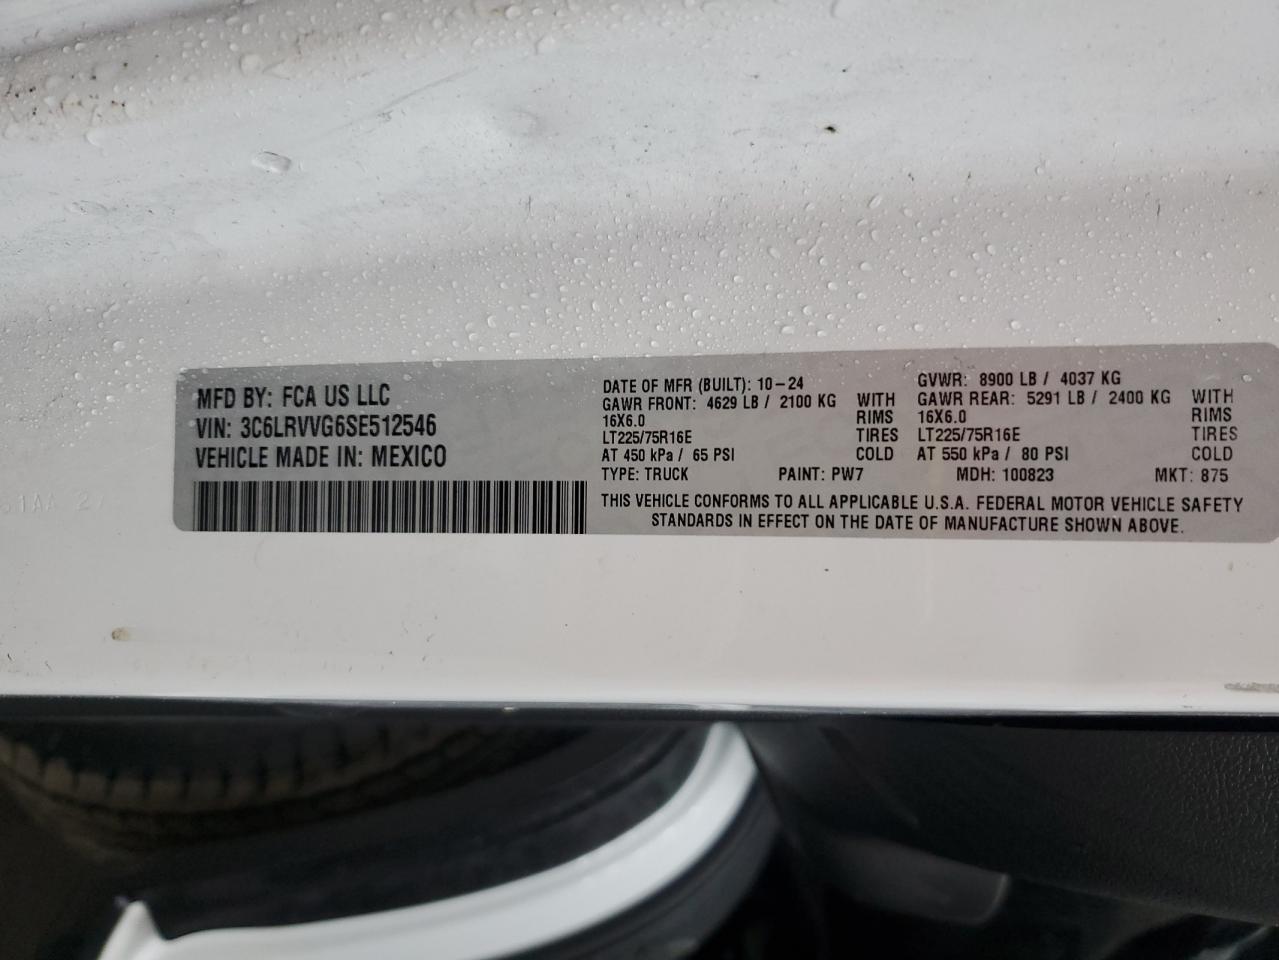 MFD BY: FCA US LLC
VIN: 3C6LRVVG6SE512546
VEHICLE MADE IN: MEXICO
DATE OF MFR (BUILT): 10-24
GAWR FRONT: 4629 LB / 2100 KG WITH
16X6.0 RIMS
LT225/75R16E TIRES
AT 450 kPa / 65 PSI COLD
GVWR: 8900 LB / 4037 KG
GAWR REAR: 5291 LB / 2400 KG WITH
16X6.0 RIMS
LT225/75R16E TIRES
AT 550 kPa / 80 PSI COLD
TYPE: TRUCK PAINT: PW7 MDH: 100823 MKT: 875
THIS VEHICLE CONFORMS TO ALL APPLICABLE U.S.A. FEDERAL MOTOR VEHICLE SAFETY
STANDARDS IN EFFECT ON THE DATE OF MANUFACTURE SHOWN ABOVE.